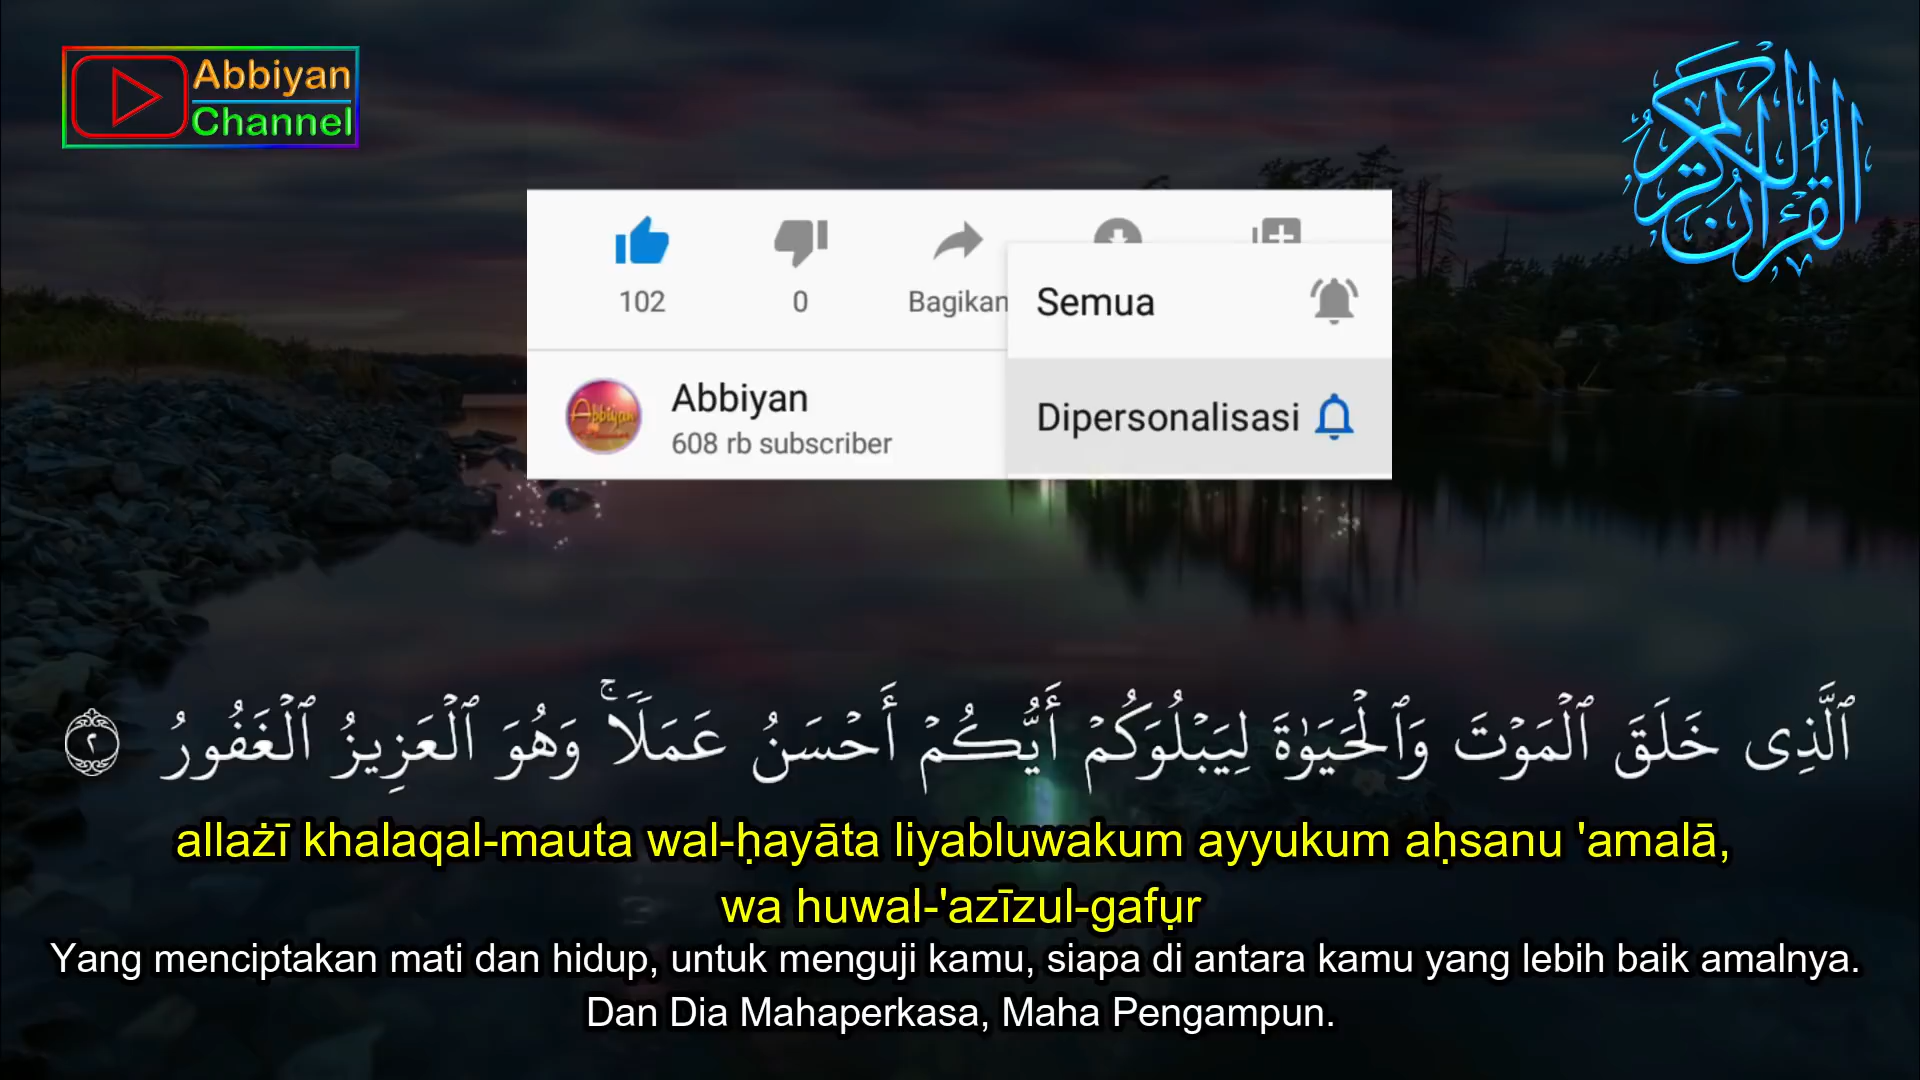 Abbiyan
Channel
القرآن الكريم
102
0
Bagikan
Semua
Abbiyan
608 rb subscriber
Dipersonalisasi
ٱلَّذِى خَلَقَ ٱلْمَوْتَ وَٱلْحَيَوٰةَ لِيَبْلُوَكُمْ أَيُّكُمْ أَحْسَنُ عَمَلًا ۚ وَهُوَ ٱلْعَزِيزُ ٱلْغَفُورُ ٢
allażī khalaqal-mauta wal-ḥayāta liyabluwakum ayyukum aḥsanu 'amalā,
wa huwal-'azīzul-gafụr
Yang menciptakan mati dan hidup, untuk menguji kamu, siapa di antara kamu yang lebih baik amalnya.
Dan Dia Mahaperkasa, Maha Pengampun.